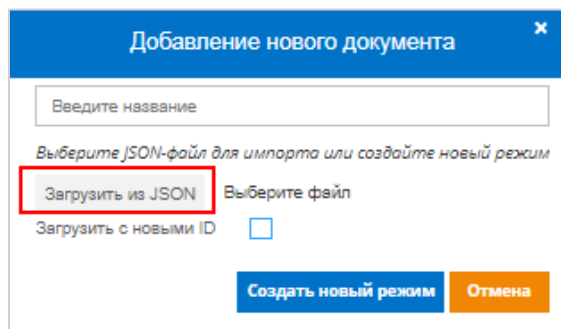 Добавление нового документа
Введите название
Выберите JSON-файл для импорта или создайте новый режим
Загрузить из JSON Выберите файл
Загрузить с новыми ID
Создать новый режим Отмена